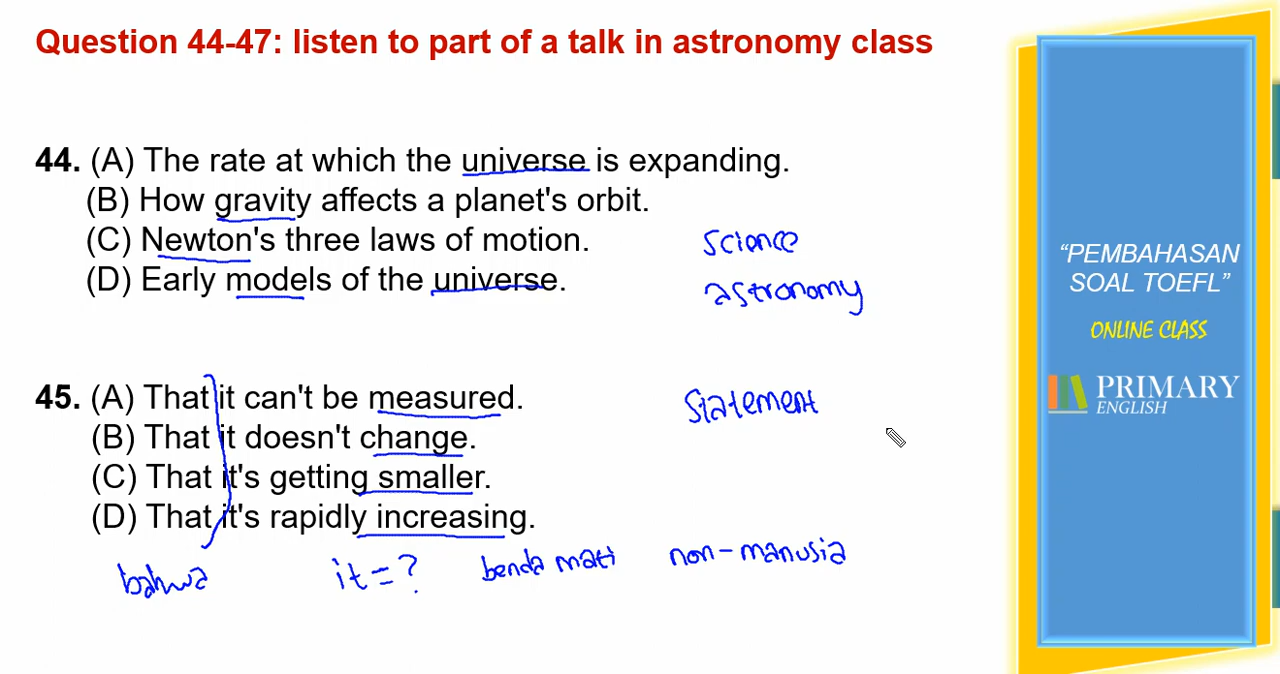 Question 44-47: listen to part of a talk in astronomy class
44. (A) The rate at which the universe is expanding.
(B) How gravity affects a planet's orbit.
(C) Newton's three laws of motion.
(D) Early models of the universe.
science
astronomy
45. (A) That it can't be measured.
(B) That it doesn't change.
(C) That it's getting smaller.
(D) That it's rapidly increasing.
statement
bahwa it = ? benda mati non-manusia
“PEMBAHASAN
SOAL TOEFL”
ONLINE CLASS
PRIMARY
ENGLISH